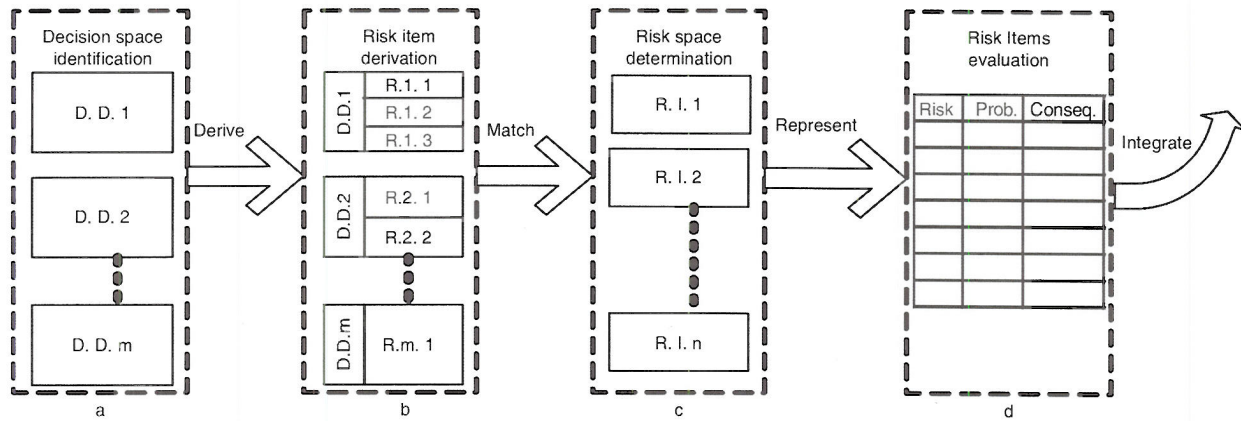 Decision space
identification
D. D. 1
D. D. 2
D. D. m
a
Derive
Risk item
derivation
D.D.1
R.1. 1
R.1. 2
R.1. 3
D.D.2
R.2. 1
R.2. 2
D.D.m
R.m. 1
b
Match
Risk space
determination
R. I. 1
R. I. 2
R. I. n
c
Represent
Risk Items
evaluation
Risk Prob. Conseq.
d
Integrate